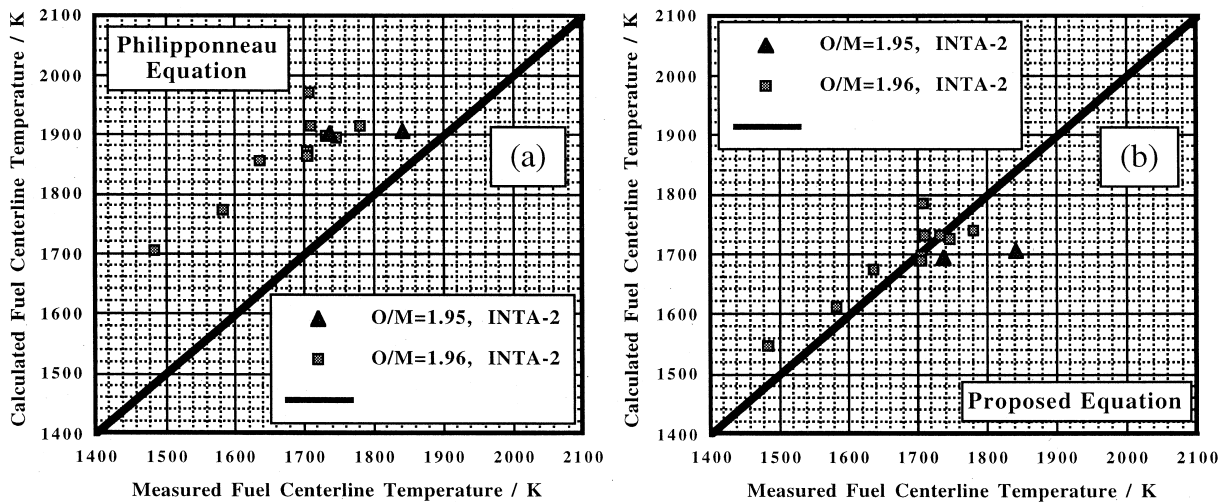 Calculated Fuel Centerline Temperature / K
2100
2000
1900
1800
1700
1600
1500
1400
Philipponneau
Equation
(a)
O/M=1.95, INTA-2
O/M=1.96, INTA-2
1400 1500 1600 1700 1800 1900 2000 2100
Measured Fuel Centerline Temperature / K
Calculated Fuel Centerline Temperature / K
2100
2000
1900
1800
1700
1600
1500
1400
O/M=1.95, INTA-2
O/M=1.96, INTA-2
(b)
Proposed Equation
1400 1500 1600 1700 1800 1900 2000 2100
Measured Fuel Centerline Temperature / K